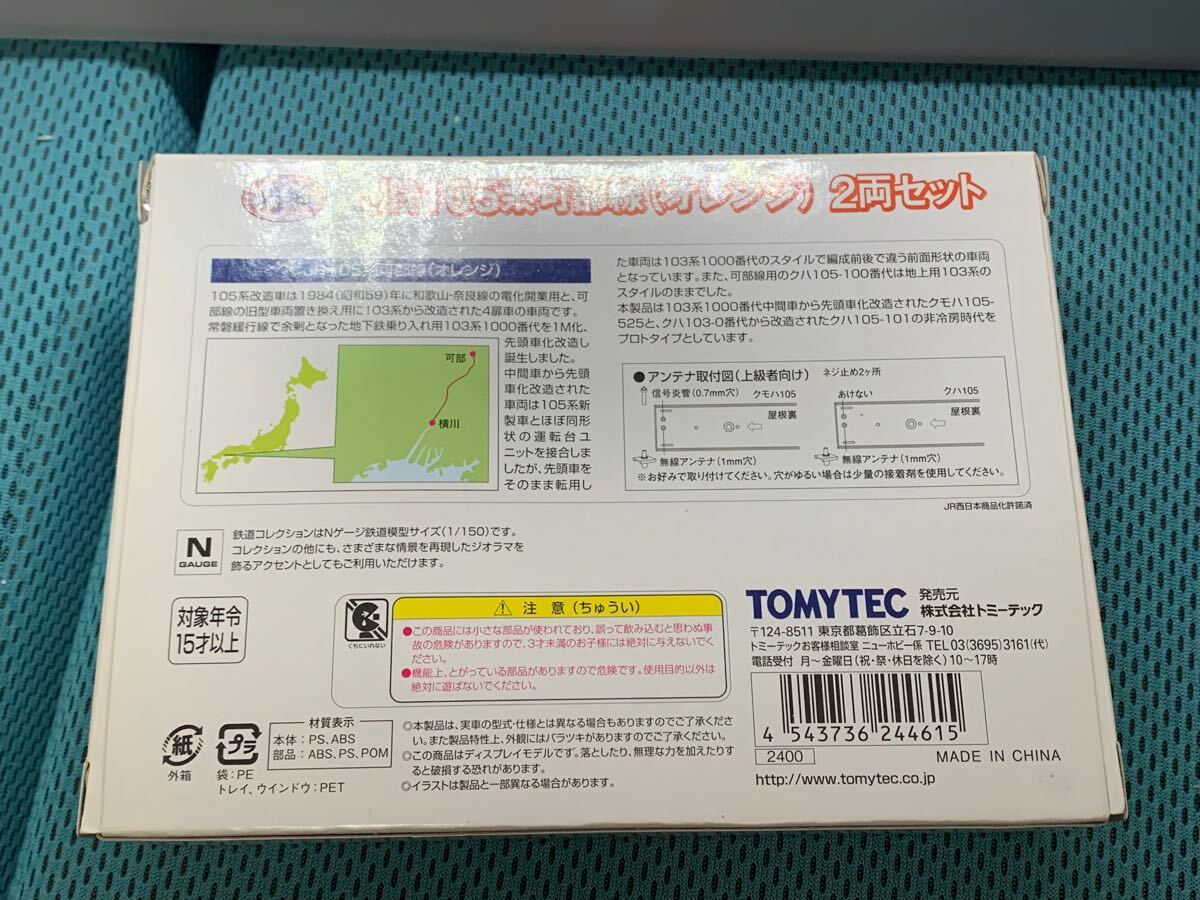 鉄コレ JR105系可部線(オレンジ) 2両セット
JR105系可部線(オレンジ)
105系改造車は1984(昭和59)年に和歌山・奈良線の電化開業用と、可
部線の旧型車両置き換え用に103系から改造された4扉車の車両です。
常磐緩行線で余剰となった地下鉄乗り入れ用103系1000番代を1M化、
先頭車化改造し
誕生しました。
中間車から先頭
車化改造された
車両は105系新
製車とほぼ同形
状の運転台ユ
ニットを接合しま
したが、先頭車を
そのまま転用し
可部
横川
た車両は103系1000番代のスタイルで編成前後で違う前面形状の車両
となっています。また、可部線用のクハ105-100番代は地上用103系の
スタイルのままでした。
本製品は103系1000番代中間車から先頭車化改造されたクモハ105-
525と、クハ103-0番代から改造されたクハ105-101の非冷房時代を
プロトタイプとしています。
●アンテナ取付図(上級者向け) ネジ止め2ヶ所
信号炎管(0.7mm穴) クモハ105
屋根裏
無線アンテナ(1mm穴)
あけない クハ105
屋根裏
無線アンテナ(1mm穴)
※お好みで取り付けてください。穴がゆるい場合は少量の接着剤を使用してください。
JR西日本商品化許諾済
N
GAUGE
鉄道コレクションはNゲージ鉄道模型サイズ(1/150)です。
コレクションの他にも、さまざまな情景を再現したジオラマを
飾るアクセントとしてもご利用いただけます。
対象年令
15才以上
くちにいれない
注 意 (ちゅうい)
●この商品には小さな部品が使われており、誤って飲み込むと思わぬ事
故の危険がありますので、3才未満のお子様には絶対に与えないでく
ださい。
●機能上、とがっている部品がありますので危険です。使用目的以外は
絶対に遊ばないでください。
TOMYTEC 発売元
株式会社トミーテック
〒124-8511 東京都葛飾区立石7-9-10
トミーテックお客様相談室 ニューホビー係 TEL 03(3695)3161(代)
電話受付 月～金曜日(祝・祭・休日を除く)10～17時
4 543736 244615
2400
MADE IN CHINA
http://www.tomytec.co.jp
紙
外箱
プラ
袋:PE
トレイ、ウインドウ:PET
材質表示
本体:PS、ABS
部品:ABS、PS、POM
◎本製品は、実車の型式・仕様とは異なる場合もありますのでご了承くださ
い。また製品特性上、外観にはバラツキがありますのでご了承ください。
◎この商品はディスプレイモデルです。落としたり、無理な力を加えたりす
ると破損する恐れがあります。
◎イラストは製品と一部異なる場合があります。